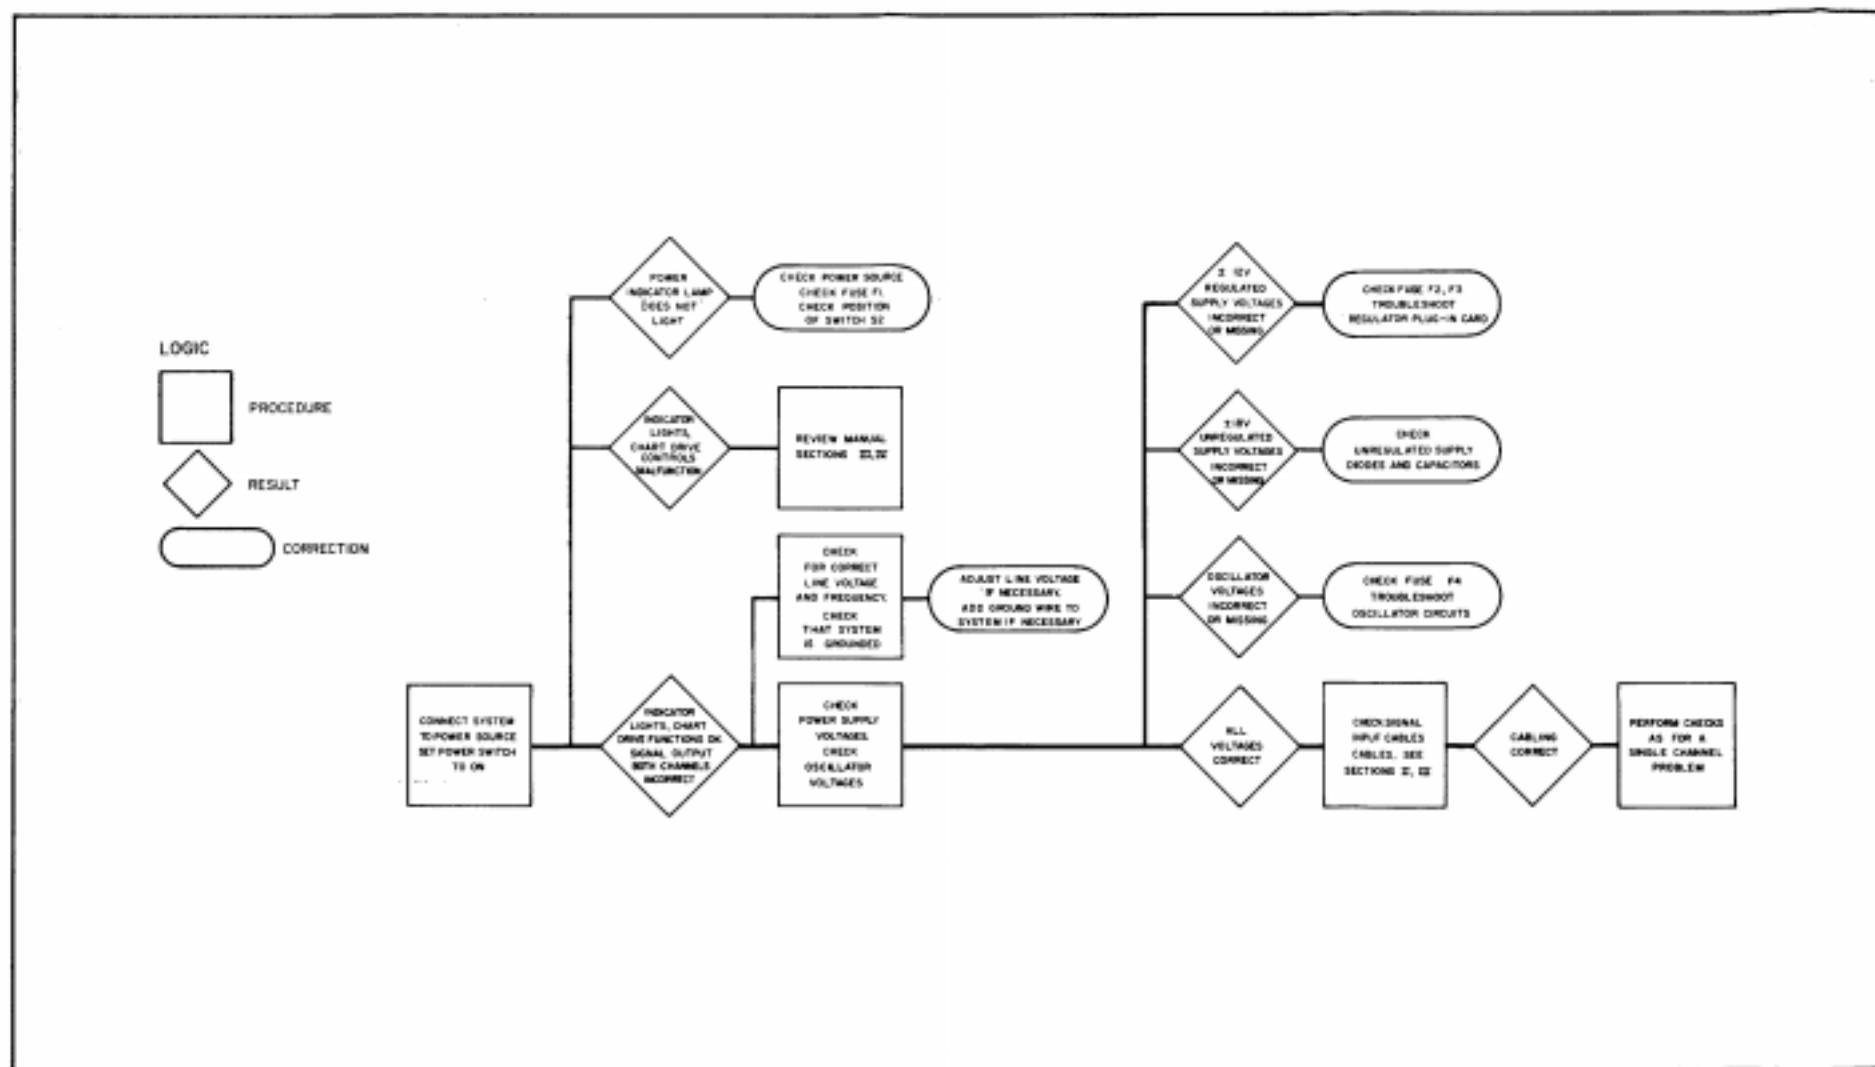 LOGIC
PROCEDURE
RESULT
CORRECTION
CONNECT SYSTEM
TO POWER SOURCE
SET POWER SWITCH
TO ON
POWER
INDICATOR LAMP
DOES NOT
LIGHT
CHECK POWER SOURCE
CHECK FUSE F1.
CHECK POSITION
OF SWITCH S2
INDICATOR
LIGHTS,
CHART DRIVE
CONTROLS
MALFUNCTION
REVIEW MANUAL
SECTIONS
INDICATOR
LIGHTS, CHART
DRIVE FUNCTIONS OK
SIGNAL OUTPUT
BOTH CHANNELS
INCORRECT
CHECK
FOR CORRECT
LINE VOLTAGE
AND FREQUENCY.
CHECK
THAT SYSTEM
IS GROUNDED
ADJUST LINE VOLTAGE
IF NECESSARY.
ADD GROUND WIRE TO
SYSTEM IF NECESSARY
CHECK
POWER SUPPLY
VOLTAGES.
CHECK
OSCILLATOR
VOLTAGES
± 12V
REGULATED
SUPPLY VOLTAGES
INCORRECT
OR MISSING
CHECK FUSE F2, F3
TROUBLESHOOT
REGULATOR PLUG-IN CARD
±18V
UNREGULATED
SUPPLY VOLTAGES
INCORRECT
OR MISSING
CHECK
UNREGULATED SUPPLY
DIODES AND CAPACITORS
OSCILLATOR
VOLTAGES
INCORRECT
OR MISSING
CHECK FUSE F4
TROUBLESHOOT
OSCILLATOR CIRCUITS
ALL
VOLTAGES
CORRECT
CHECK SIGNAL
INPUT CABLES
CABLES. SEE
SECTIONS
CABLING
CORRECT
PERFORM CHECKS
AS FOR A
SINGLE CHANNEL
PROBLEM